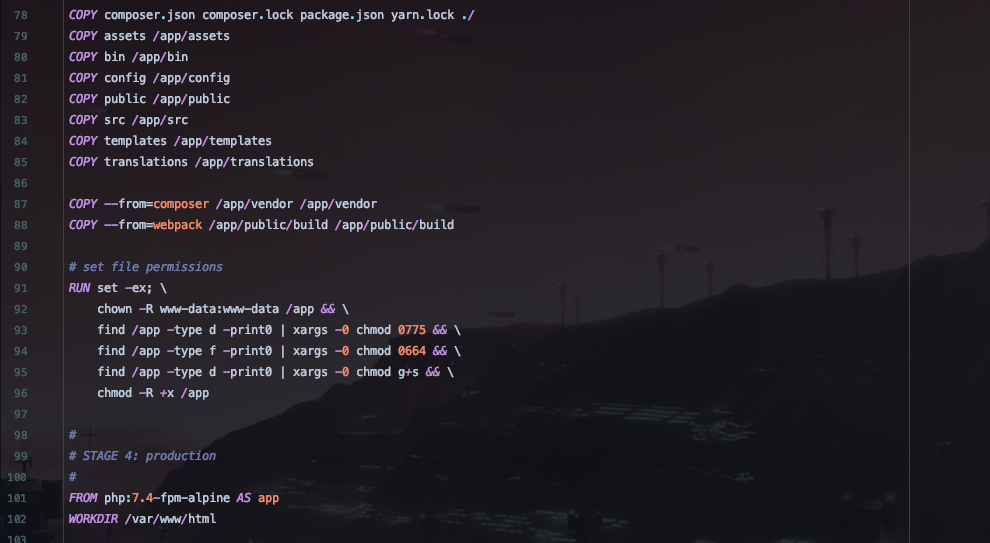 78 COPY composer.json composer.lock package.json yarn.lock ./
79 COPY assets /app/assets
80 COPY bin /app/bin
81 COPY config /app/config
82 COPY public /app/public
83 COPY src /app/src
84 COPY templates /app/templates
85 COPY translations /app/translations
86
87 COPY --from=composer /app/vendor /app/vendor
88 COPY --from=webpack /app/public/build /app/public/build
89
90 # set file permissions
91 RUN set -ex; \
92     chown -R www-data:www-data /app && \
93     find /app -type d -print0 | xargs -0 chmod 0775 && \
94     find /app -type f -print0 | xargs -0 chmod 0664 && \
95     find /app -type d -print0 | xargs -0 chmod g+s && \
96     chmod -R +x /app
97
98 #
99 # STAGE 4: production
100 #
101 FROM php:7.4-fpm-alpine AS app
102 WORKDIR /var/www/html
103